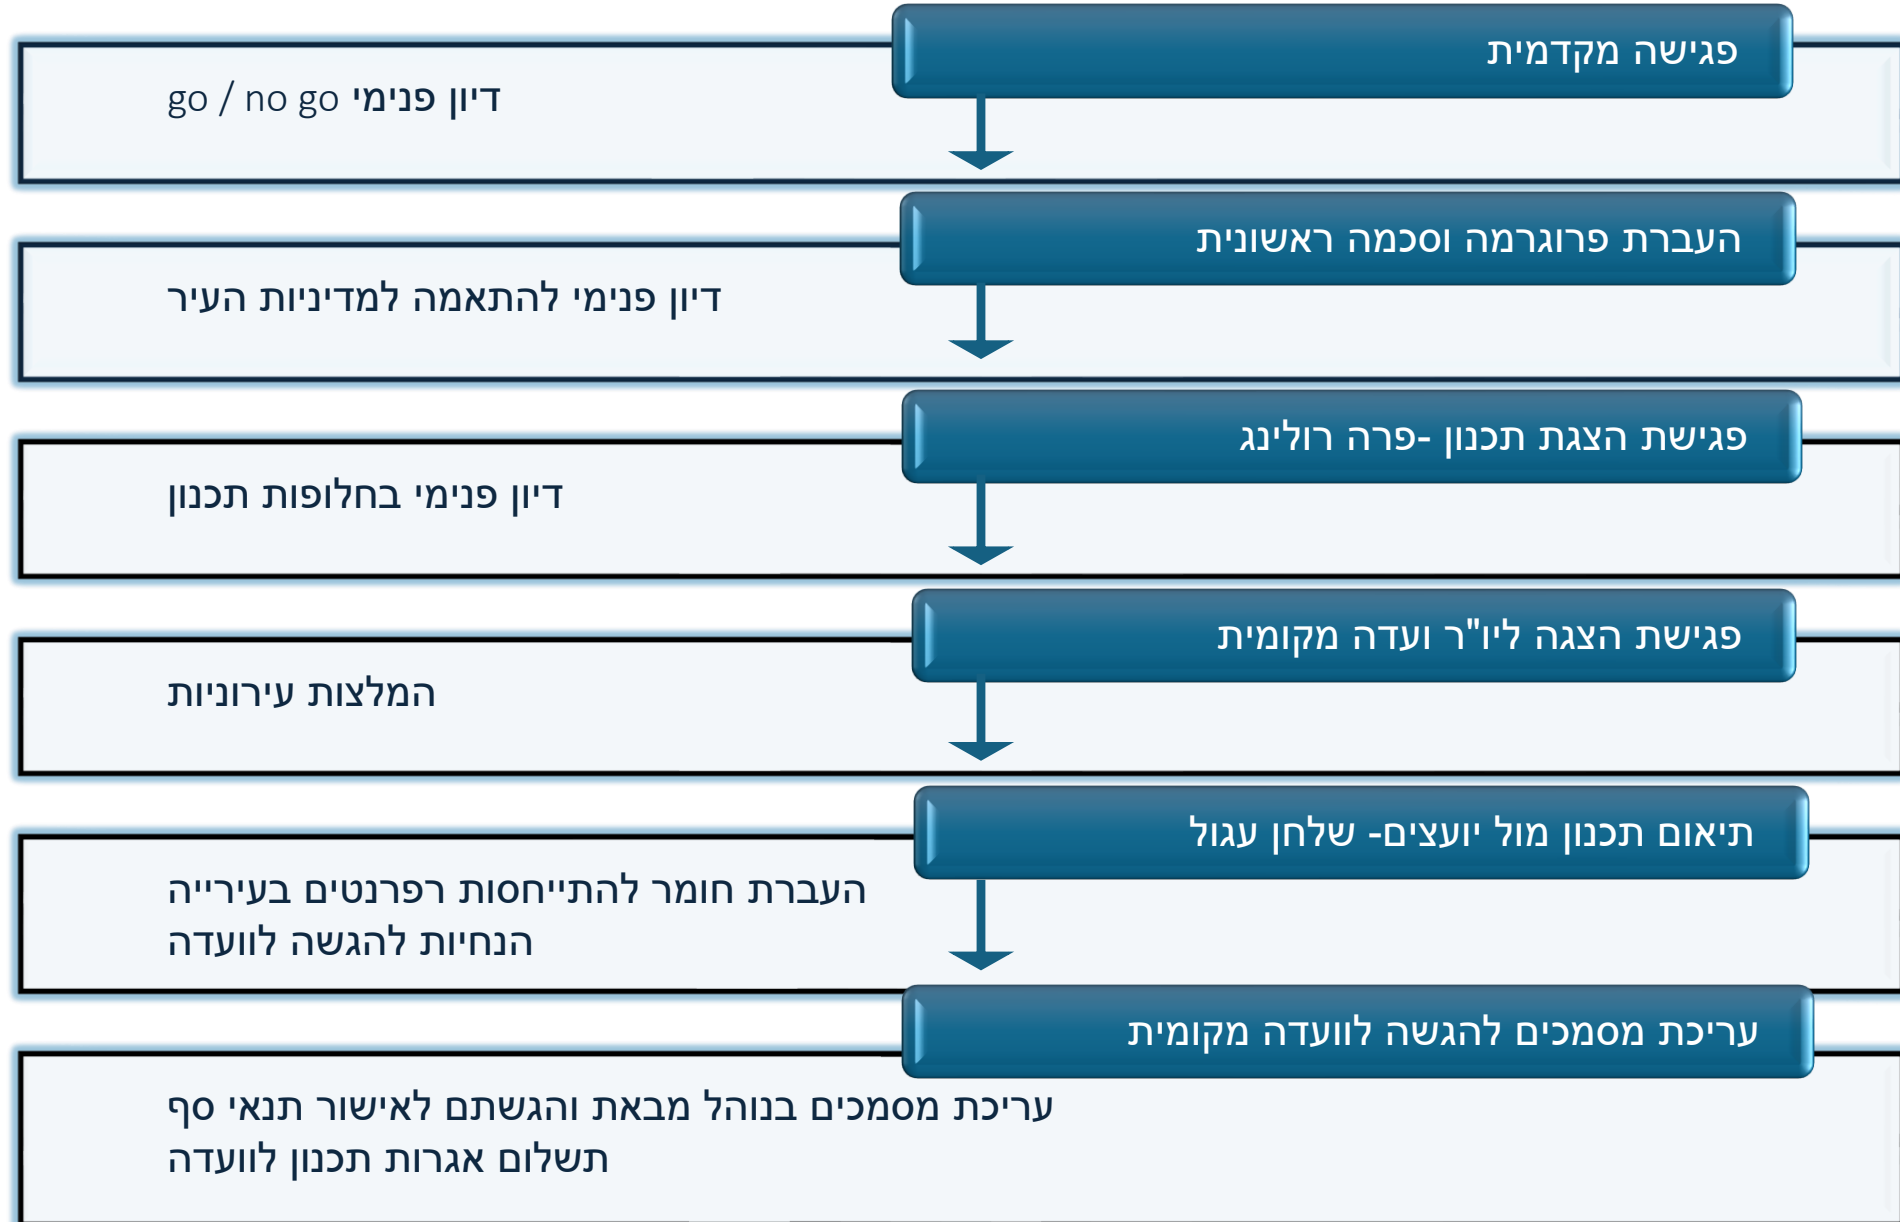 פגישה מקדמית
דיון פנימי go / no go
העברת פרוגרמה וסכמה ראשונית
דיון פנימי להתאמה למדיניות העיר
פגישת הצגת תכנון -פרה רולינג
דיון פנימי בחלופות תכנון
פגישת הצגה ליו"ר ועדה מקומית
המלצות עירוניות
תיאום תכנון מול יועצים- שלחן עגול
העברת חומר להתייחסות רפרנטים בעירייה
הנחיות להגשה לוועדה
עריכת מסמכים להגשה לוועדה מקומית
עריכת מסמכים בנוהל מבאת והגשתם לאישור תנאי סף
תשלום אגרות תכנון לוועדה